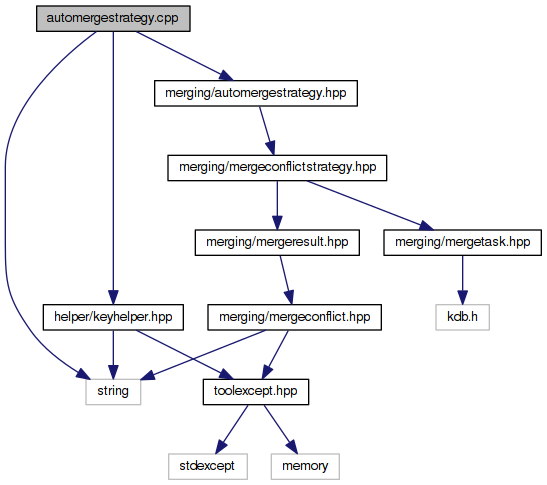 automergestrategy.cpp
merging/automergestrategy.hpp
merging/mergeconflictstrategy.hpp
merging/mergeresult.hpp
merging/mergetask.hpp
helper/keyhelper.hpp
merging/mergeconflict.hpp
kdb.h
string
toolexcept.hpp
stdexcept
memory